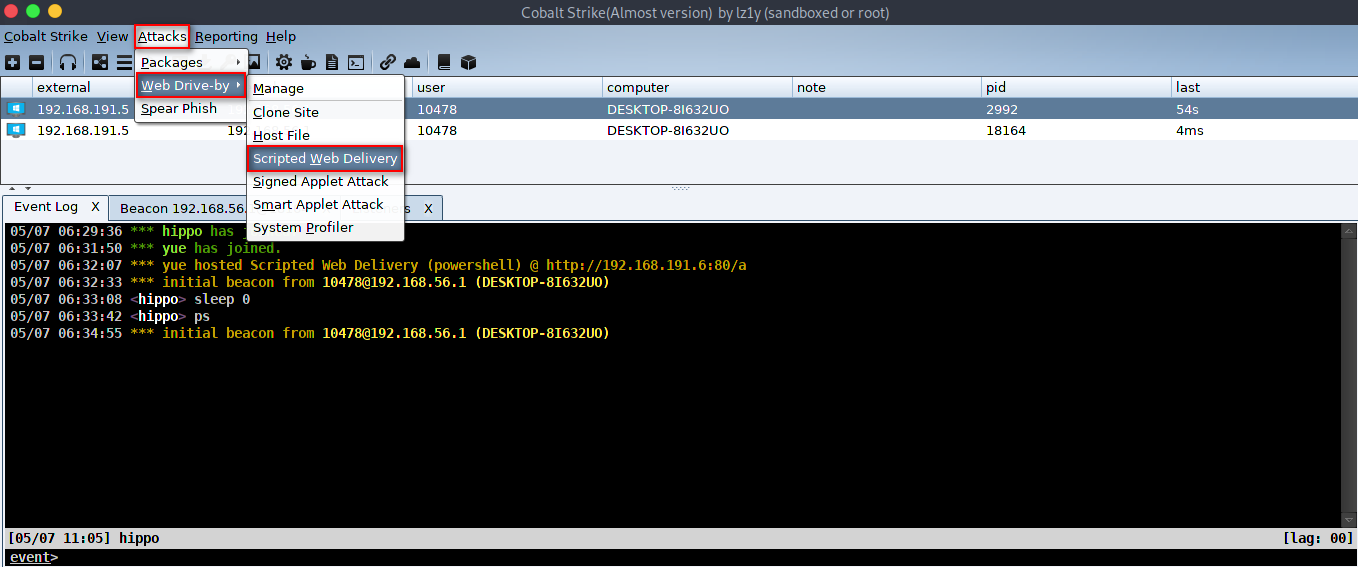 Cobalt Strike(Almost version) by lz1y (sandboxed or root)
Cobalt Strike View Attacks Reporting Help
Packages
Web Drive-by
Spear Phish
Manage
Clone Site
Host File
Scripted Web Delivery
Signed Applet Attack
Smart Applet Attack
System Profiler
external user computer note pid last
192.168.191.5 10478 DESKTOP-8I632UO 2992 54s
192.168.191.5 192 10478 DESKTOP-8I632UO 18164 4ms
Event Log X Beacon 192.168.56. s X
05/07 06:29:36 *** hippo has j
05/07 06:31:50 *** yue has joined.
05/07 06:32:07 *** yue hosted Scripted Web Delivery (powershell) @ http://192.168.191.6:80/a
05/07 06:32:33 *** initial beacon from 10478@192.168.56.1 (DESKTOP-8I632UO)
05/07 06:33:08 <hippo> sleep 0
05/07 06:33:42 <hippo> ps
05/07 06:34:55 *** initial beacon from 10478@192.168.56.1 (DESKTOP-8I632UO)
[05/07 11:05] hippo [lag: 00]
event>